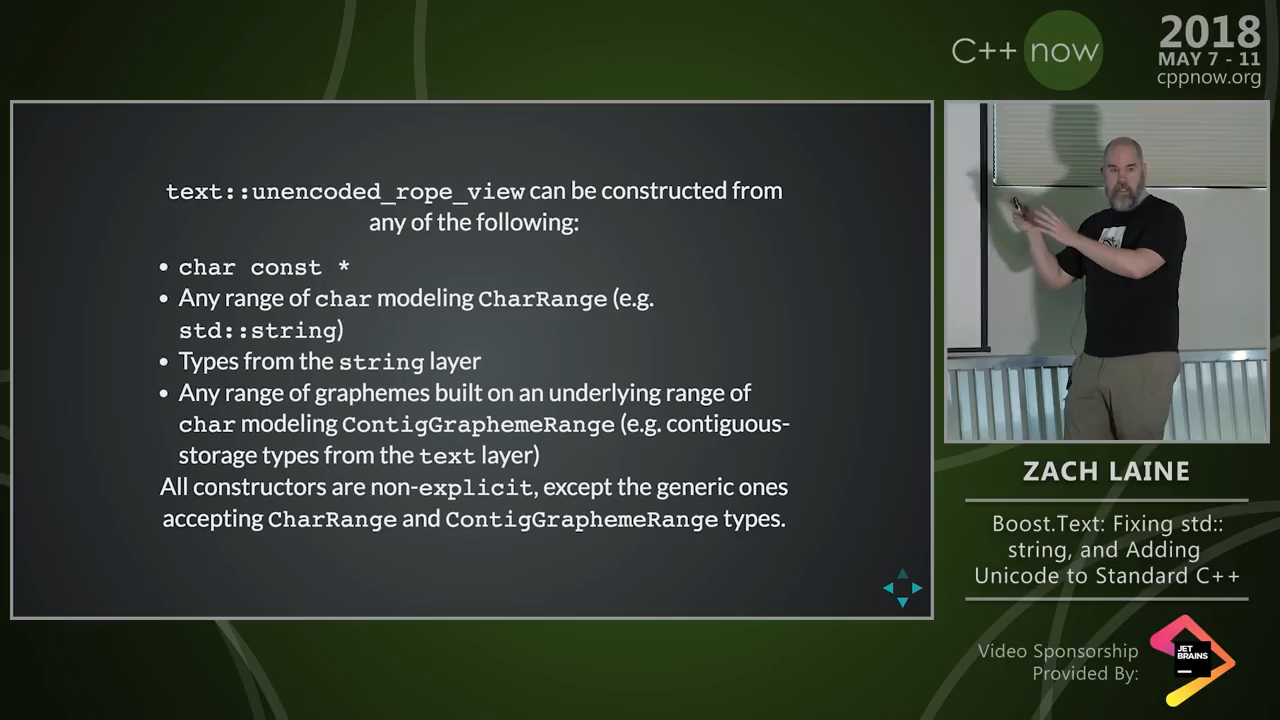 C++ now
2018
MAY 7 - 11
cppnow.org
text::unencoded_rope_view can be constructed from
any of the following:
• char const *
• Any range of char modeling CharRange (e.g.
std::string)
• Types from the string layer
• Any range of graphemes built on an underlying range of
char modeling ContigGraphemeRange (e.g. contiguous-
storage types from the text layer)
All constructors are non-explicit, except the generic ones
accepting CharRange and ContigGraphemeRange types.
ZACH LAINE
Boost.Text: Fixing std::
string, and Adding
Unicode to Standard C++
Video Sponsorship
Provided By:
JET
BRAINS